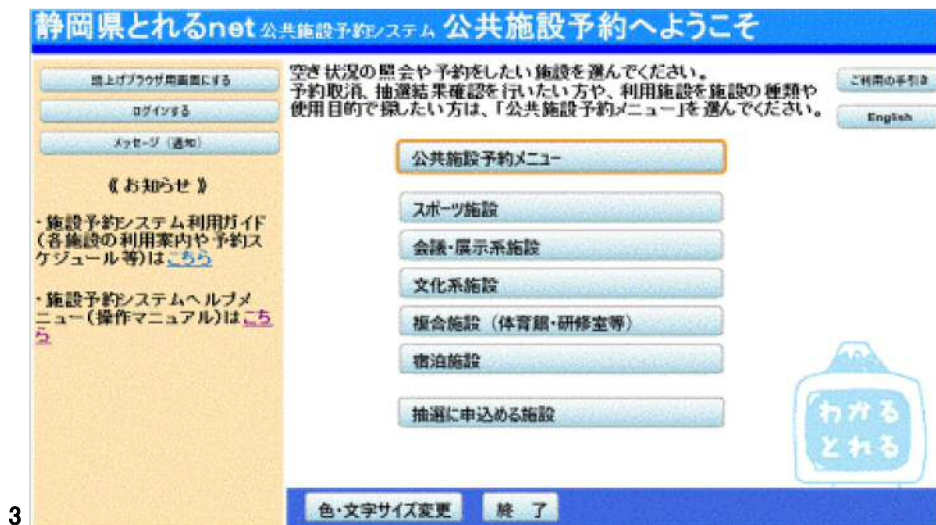 静岡県とれるnet 公共施設予約システム 公共施設予約へようこそ
読上げブラウザ用画面にする
ログインする
メッセージ（通知）
《お知らせ》
・施設予約システム利用ガイド
（各施設の利用案内や予約ス
ケジュール等）はこちら
・施設予約システムヘルプメ
ニュー（操作マニュアル）はこち
ら
空き状況の照会や予約をしたい施設を選んでください。
予約取消、抽選結果確認を行いたい方や、利用施設を施設の種類や
使用目的で探したい方は、「公共施設予約メニュー」を選んでください。
ご利用の手引き
English
公共施設予約メニュー
スポーツ施設
会議・展示系施設
文化系施設
複合施設（体育館・研修室等）
宿泊施設
抽選に申込める施設
わかる
とれる
色・文字サイズ変更
終 了
3